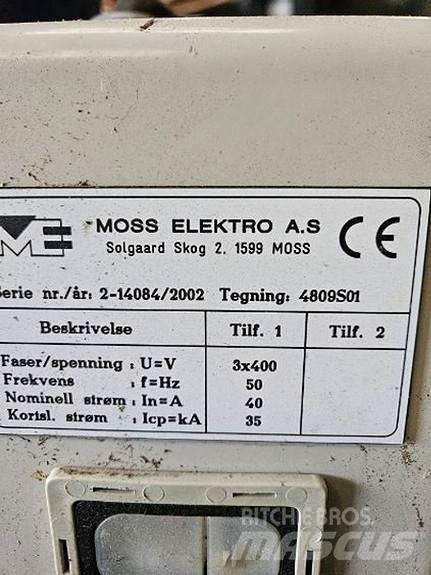 ME MOSS ELEKTRO A.S CE
Solgaard Skog 2. 1599 MOSS
Serie nr./år: 2-14084/2002 Tegning: 4809S01
Beskrivelse Tilf. 1 Tilf. 2
Faser/spenning : U=V 3x400
Frekvens : f=Hz 50
Nominell strøm : In=A 40
Kortsl. strøm : Icp=kA 35
RITCHIE BROS.
MASCUS